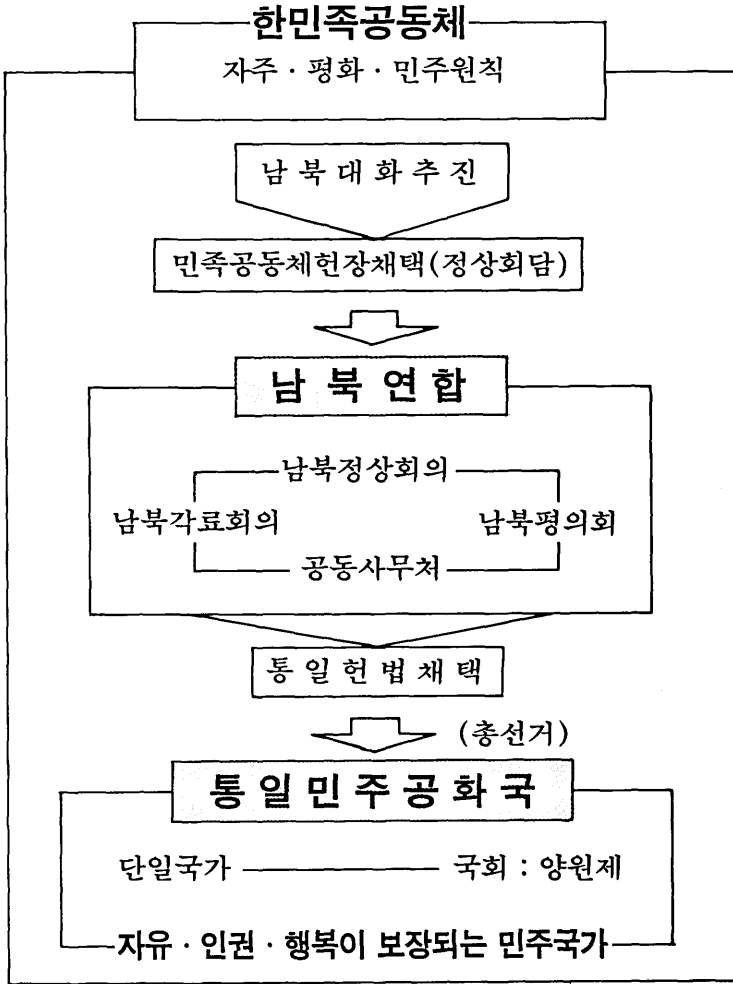 한민족공동체
자주 · 평화 · 민주원칙
남 북 대 화 추 진
민족공동체헌장채택(정상회담)
남 북 연 합
남북정상회의
남북각료회의 남북평의회
공동사무처
통 일 헌 법 채 택
(총선거)
통 일 민 주 공 화 국
단일국가 국회 : 양원제
자유 · 인권 · 행복이 보장되는 민주국가